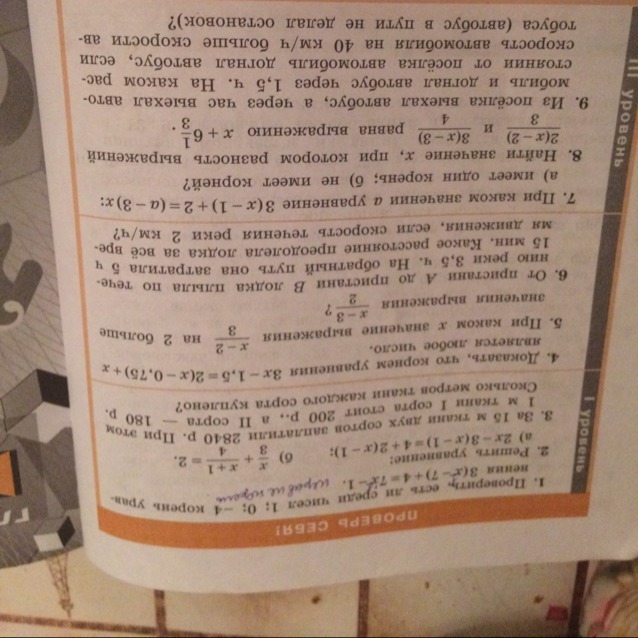 ПРОВЕРЬ СЕБЯ!
I уровень
1. Проверить, есть ли среди чисел 1; 0; −4 корень урав-
нения 3(x − 7) + 4 = 7x − 1.
2. Решить уравнение:
а) 2x − 3(x − 1) = 4 + 2(x − 1); б) x/3 + (x + 1)/4 = 2.
3. За 15 м ткани двух сортов заплатили 2840 р. При этом
1 м ткани I сорта стоит 200 р., а II сорта — 180 р.
Сколько метров ткани каждого сорта куплено?
4. Доказать, что корнем уравнения 3x − 1,5 = 2(x − 0,75) + x
является любое число.
5. При каком x значение выражения (x − 2)/3 на 2 больше
значения выражения (x − 3)/2?
6. От пристани A до пристани B лодка плыла по тече-
нию реки 3,5 ч. На обратный путь она затратила 5 ч
15 мин. Какое расстояние преодолела лодка за всё вре-
мя движения, если скорость течения реки 2 км/ч?
III уровень
7. При каком значении a уравнение 3(x − 1) + 2 = (a − 3)x:
а) имеет один корень; б) не имеет корней?
8. Найти значение x, при котором разность выражений
2(x − 2)/3 и 3(x − 3)/4 равна выражению x + 6 1/3.
9. Из посёлка выехал автобус, а через час выехал авто-
мобиль и догнал автобус через 1,5 ч. На каком рас-
стоянии от посёлка автомобиль догнал автобус, если
скорость автомобиля на 40 км/ч больше скорости ав-
тобуса (автобус в пути не делал остановок)?